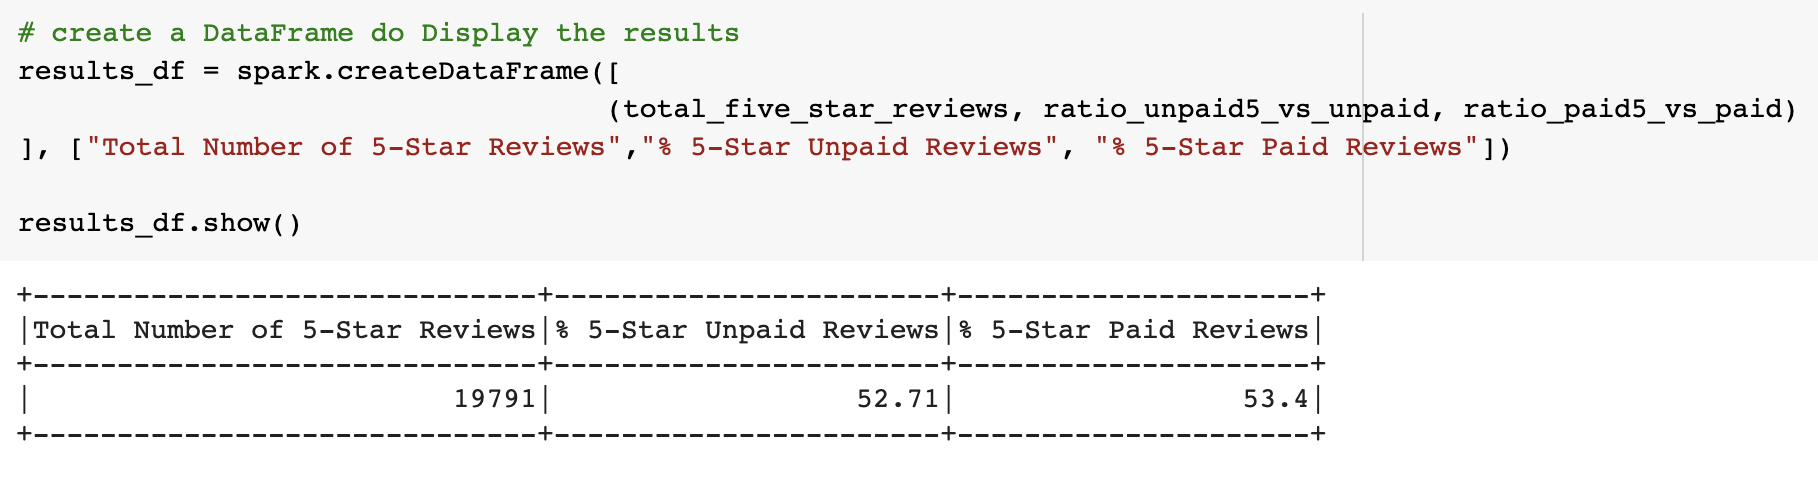 # create a DataFrame do Display the results
results_df = spark.createDataFrame([
                                   (total_five_star_reviews, ratio_unpaid5_vs_unpaid, ratio_paid5_vs_paid)
], ["Total Number of 5-Star Reviews","% 5-Star Unpaid Reviews", "% 5-Star Paid Reviews"])
results_df.show()
+------------------------------+-----------------------+---------------------+
|Total Number of 5-Star Reviews|% 5-Star Unpaid Reviews|% 5-Star Paid Reviews|
+------------------------------+-----------------------+---------------------+
|                         19791|                  52.71|                 53.4|
+------------------------------+-----------------------+---------------------+